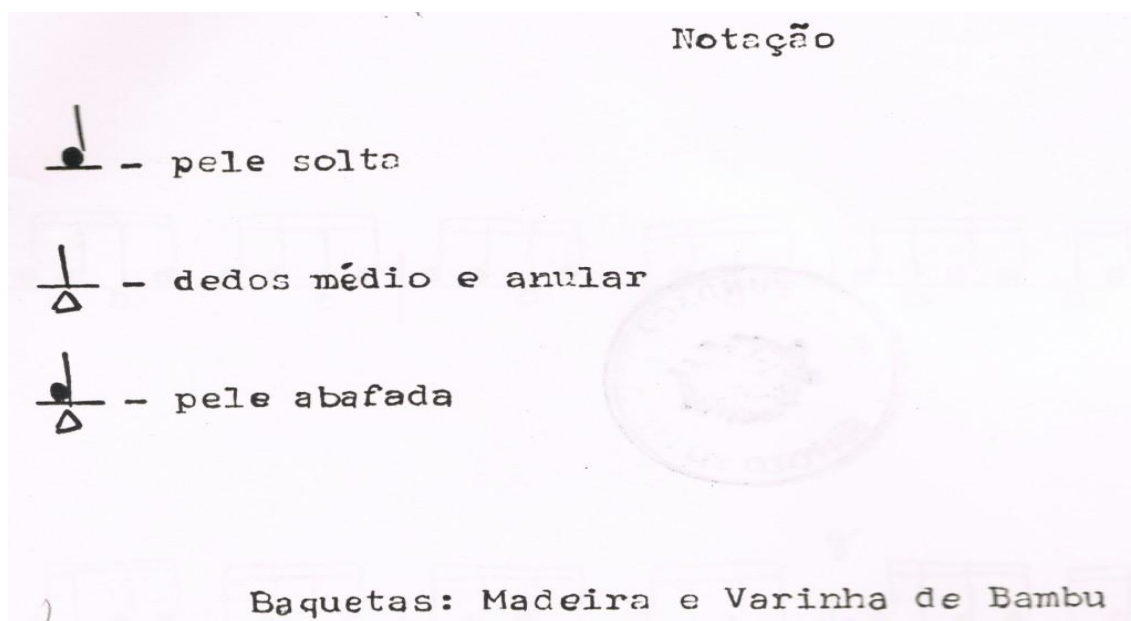 Notação
- pele solta
- dedos médio e anular
- pele abafada
Baquetas: Madeira e Varinha de Bambu